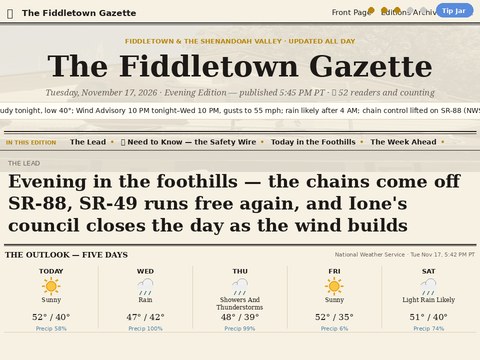 The Fiddletown Gazette
Front Page Editions Archiv
Tip Jar
FIDDLETOWN & THE SHENANDOAH VALLEY · UPDATED ALL DAY
The Fiddletown Gazette
Tuesday, November 17, 2026 · Evening Edition — published 5:45 PM PT · 52 readers and counting
udy tonight, low 40°; Wind Advisory 10 PM tonight–Wed 10 PM, gusts to 55 mph; rain likely after 4 AM; chain control lifted on SR-88 (NWS
IN THIS EDITION The Lead • Need to Know — the Safety Wire • Today in the Foothills • The Week Ahead •
THE LEAD
Evening in the foothills — the chains come off
SR-88, SR-49 runs free again, and Ione's
council closes the day as the wind builds
THE OUTLOOK — FIVE DAYS
National Weather Service · Tue Nov 17, 5:42 PM PT
TODAY WED THU FRI SAT
Sunny Rain Showers And Thunderstorms Sunny Light Rain Likely
52° / 40° 47° / 42° 48° / 39° 52° / 35° 51° / 40°
Precip 58% Precip 100% Precip 99% Precip 6% Precip 74%